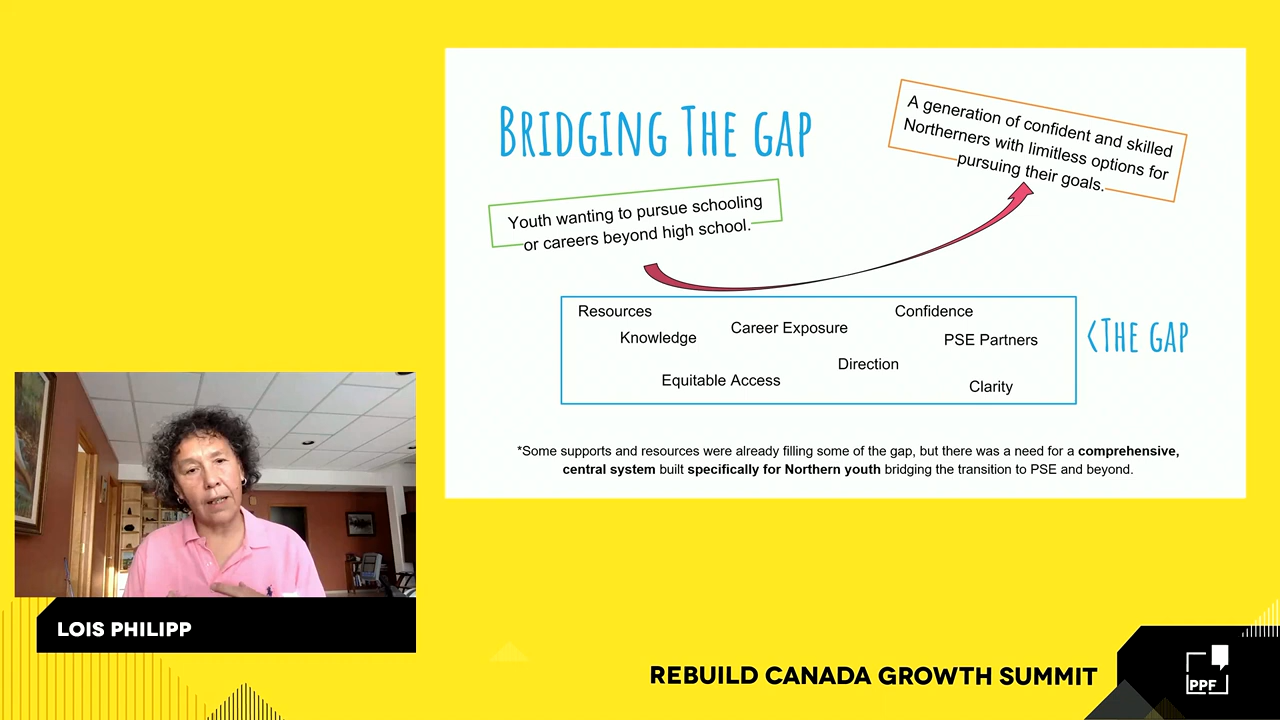 BRIDGING THE GAP
A generation of confident and skilled
Northerners with limitless options for
pursuing their goals.
Youth wanting to pursue schooling
or careers beyond high school.
Resources
Confidence
Career Exposure
Knowledge
PSE Partners
<THE GAP
Direction
Equitable Access
Clarity
*Some supports and resources were already filling some of the gap, but there was a need for a comprehensive,
central system built specifically for Northern youth bridging the transition to PSE and beyond.
LOIS PHILIPP
REBUILD CANADA GROWTH SUMMIT
PPF